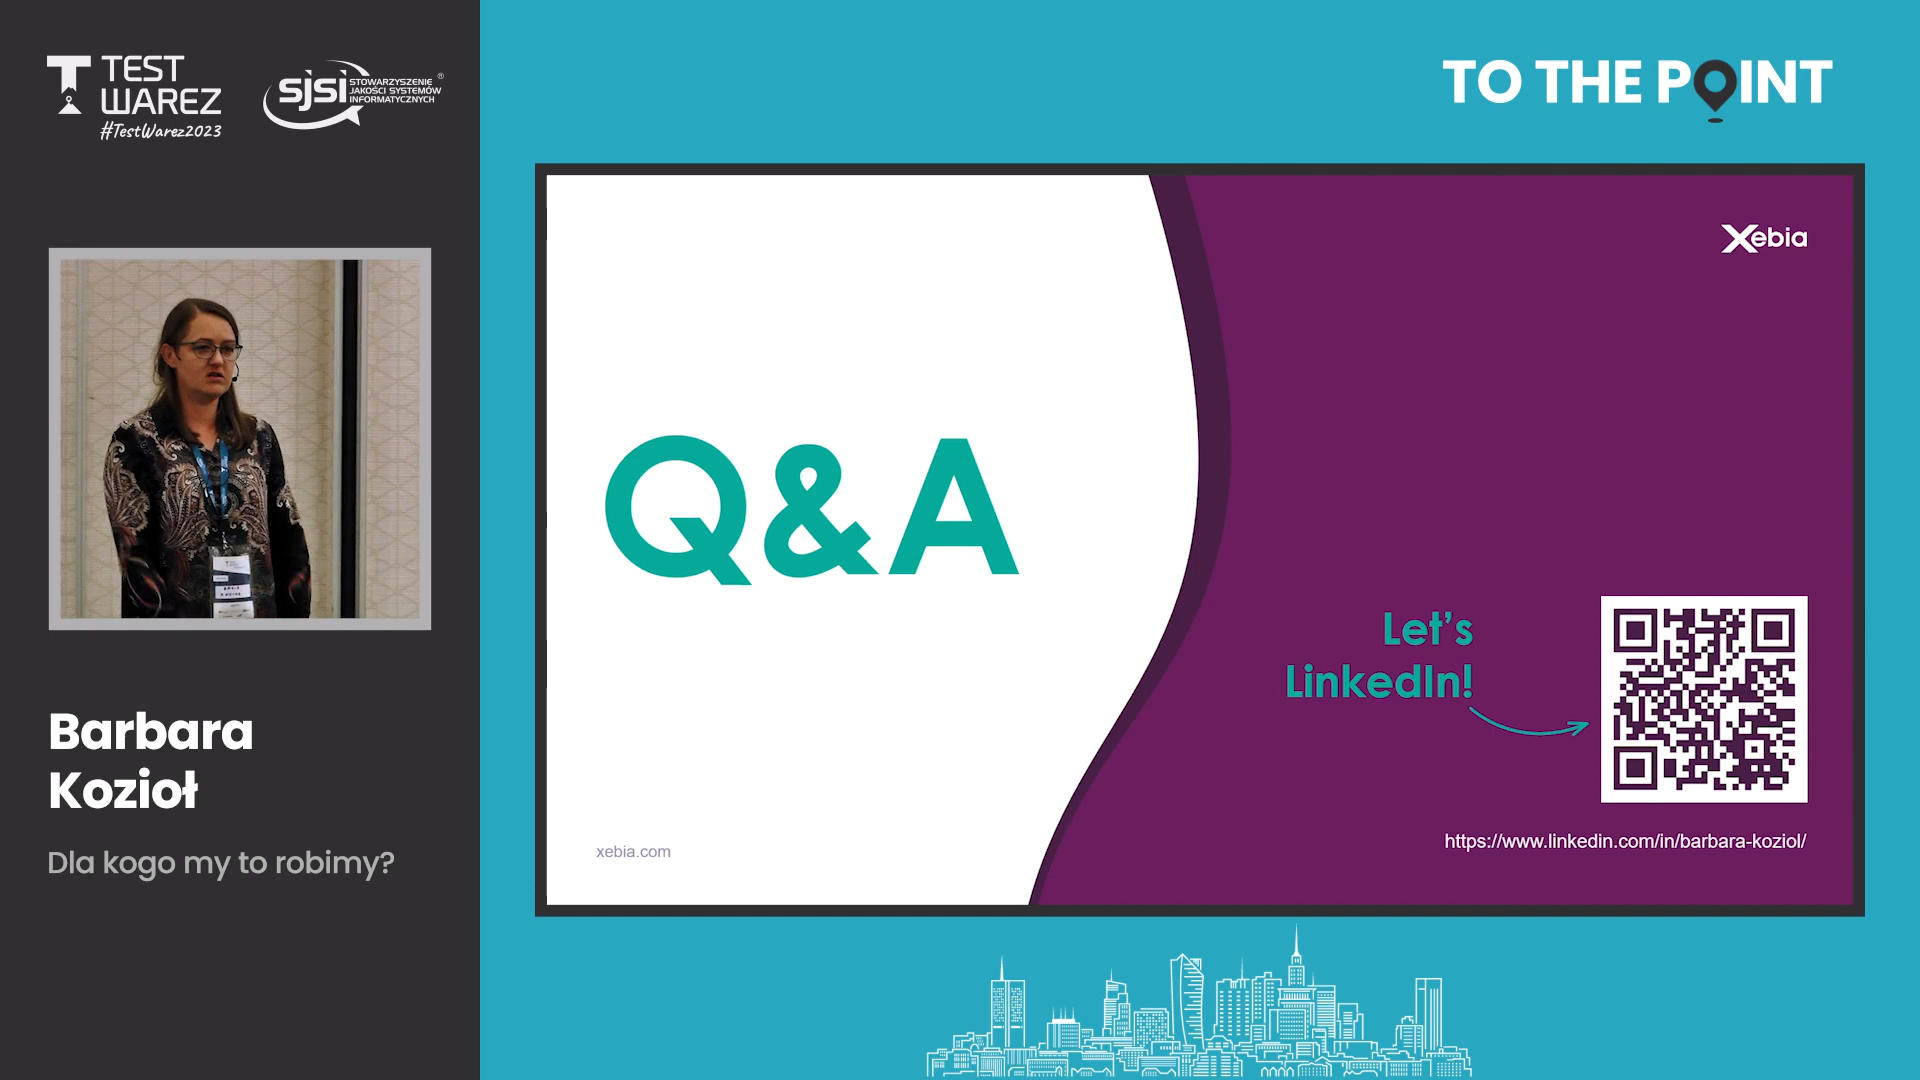 TEST
WAREZ
#TestWarez2023
sjsi
STOWARZYSZENIE
JAKOŚCI SYSTEMÓW
INFORMATYCZNYCH
®
TO THE POINT
Xebia
Q&A
Let's
LinkedIn!
xebia.com
https://www.linkedin.com/in/barbara-koziol/
Barbara
Kozioł
Dla kogo my to robimy?